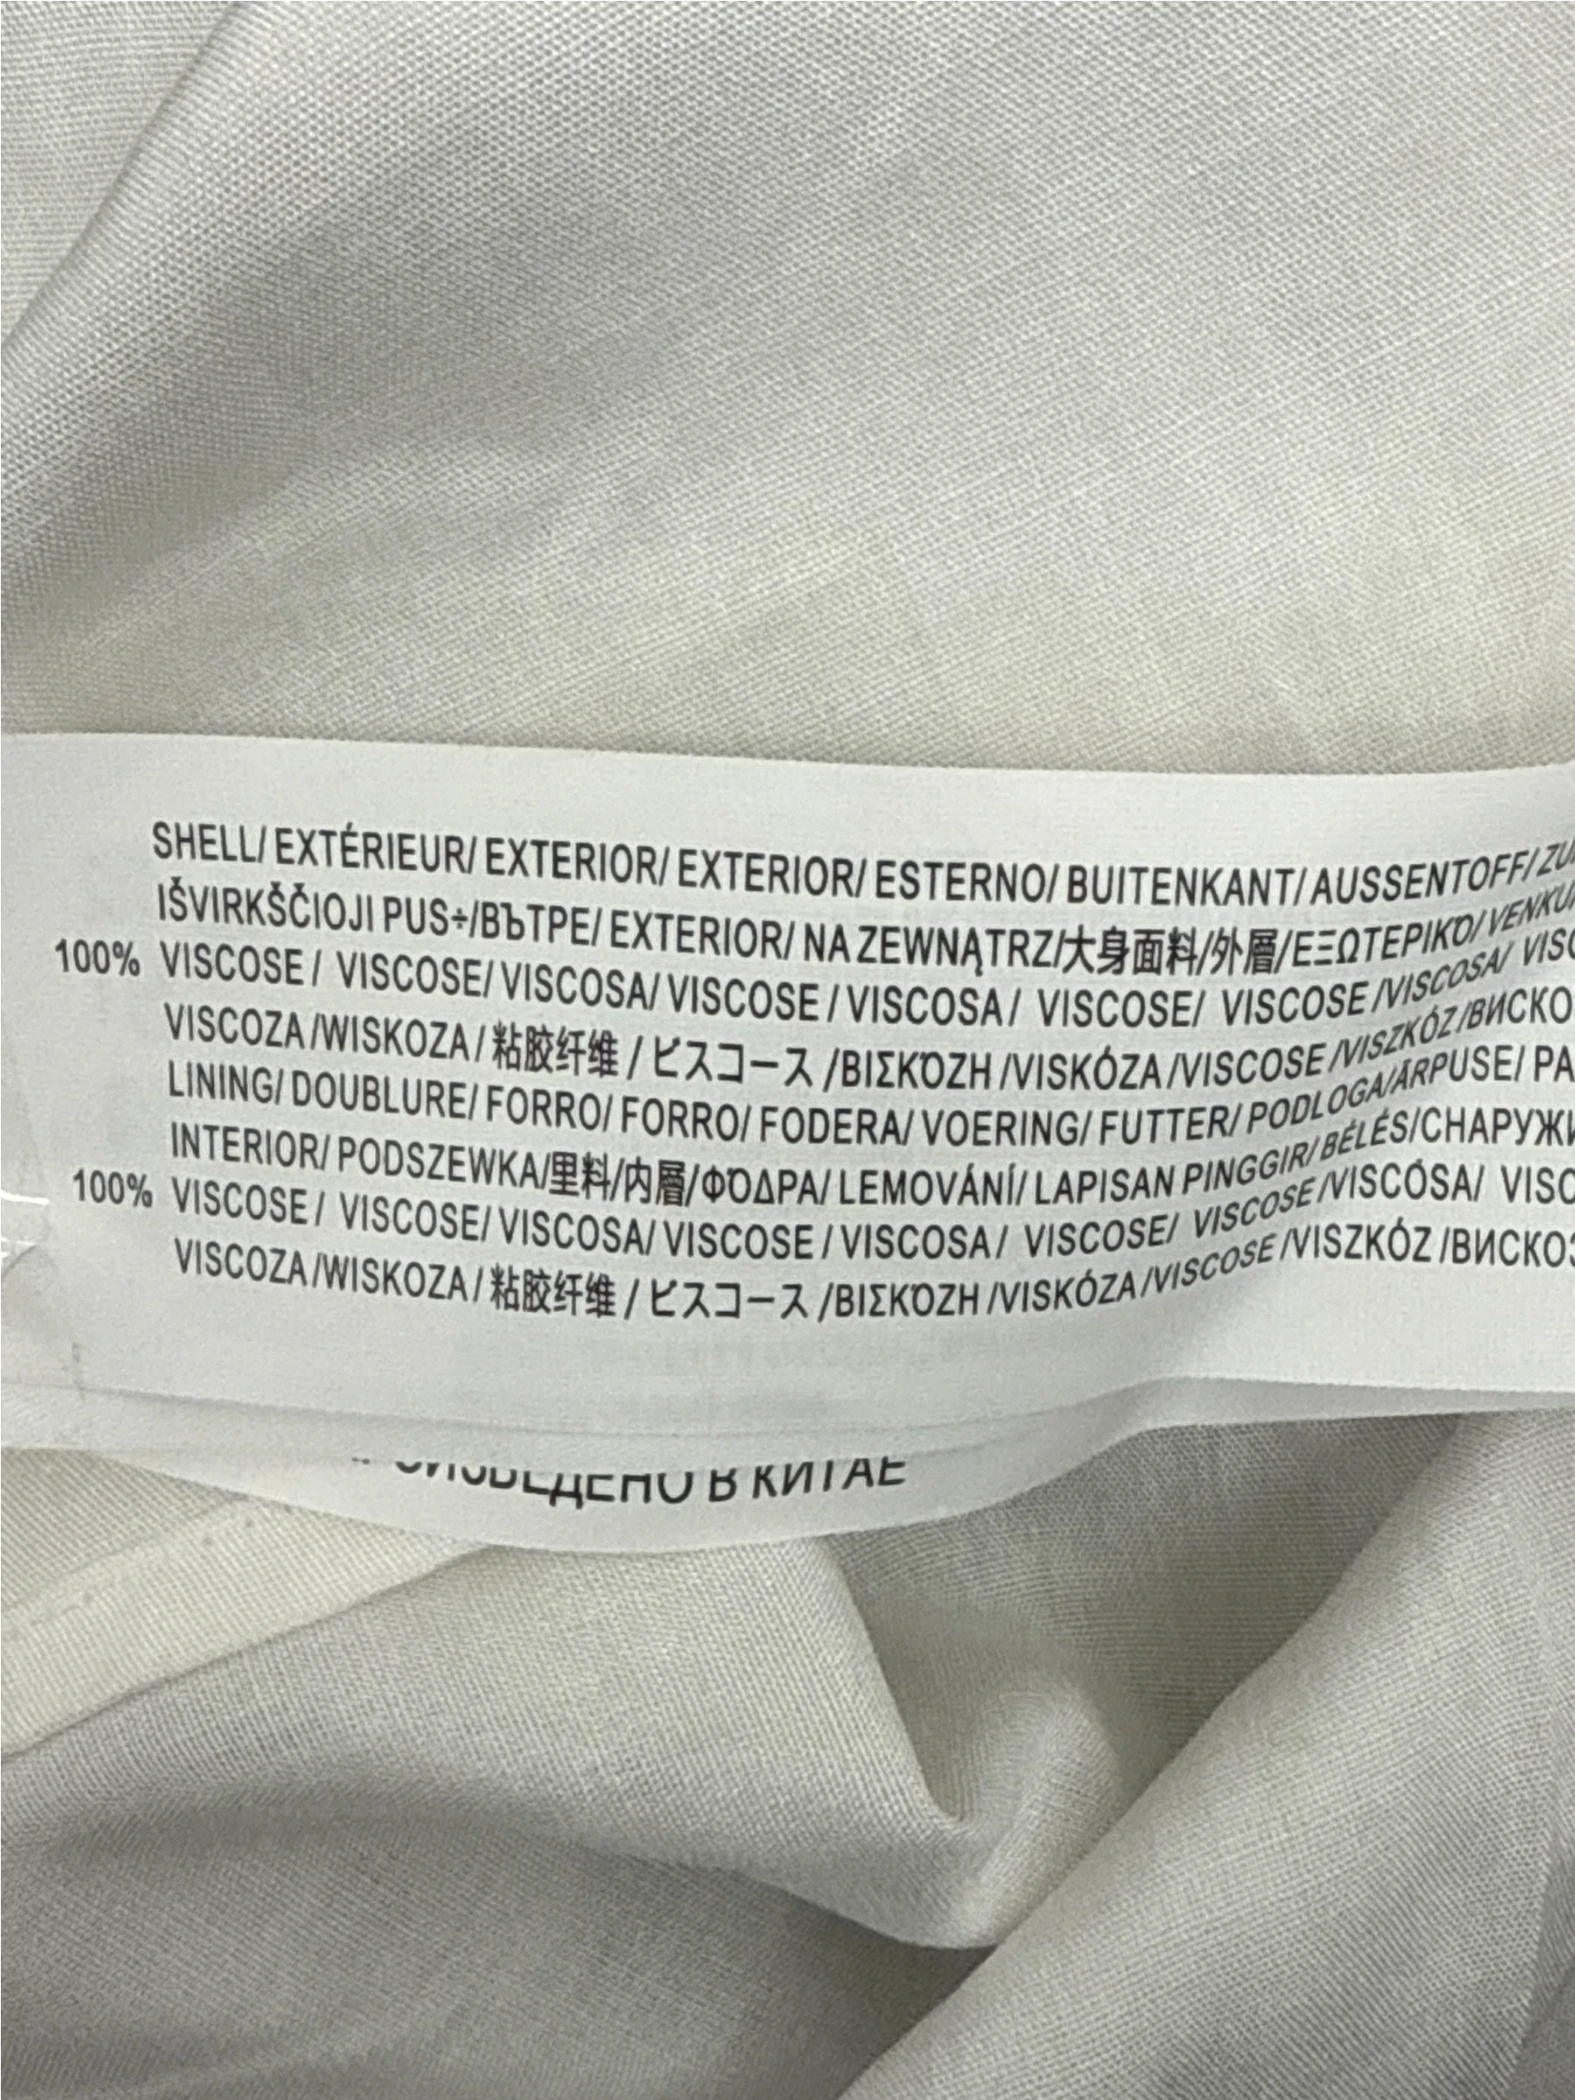 SHELL/ EXTÉRIEUR/ EXTERIOR/ EXTERIOR/ ESTERNO/ BUITENKANT/ AUSSENTOFF/
IŠVIRKŠČIOJI PUS÷/ВЪТРЕ/ EXTERIOR/ NA ZEWNĄTRZ/大身面料/外層/ΕΞΩΤΕΡΙΚΌ/
100% VISCOSE / VISCOSE/ VISCOSA/ VISCOSE / VISCOSA / VISCOSE/ VISCOSE /VISCOSA/
VISCOZA /WISKOZA / 粘胶纤维 / ビスコース /ΒΙΣΚΌΖΗ /VISKÓZA /VISCOSE /VISZKÓZ /
LINING/ DOUBLURE/ FORRO/ FORRO/ FODERA/ VOERING/ FUTTER/ PODLOGA/ĀRPUSE/
INTERIOR/ PODSZEWKA/里料/内層/ΦΌΔΡΑ/ LEMOVÁNÍ/ LAPISAN PINGGIR/ BÉLÉS/
100% VISCOSE / VISCOSE/ VISCOSA/ VISCOSE / VISCOSA / VISCOSE/ VISCOSE /VISCÓSA/
VISCOZA /WISKOZA / 粘胶纤维 / ビスコース /ΒΙΣΚΌΖΗ /VISKÓZA /VISCOSE /VISZKÓZ /
В КИТАЕ